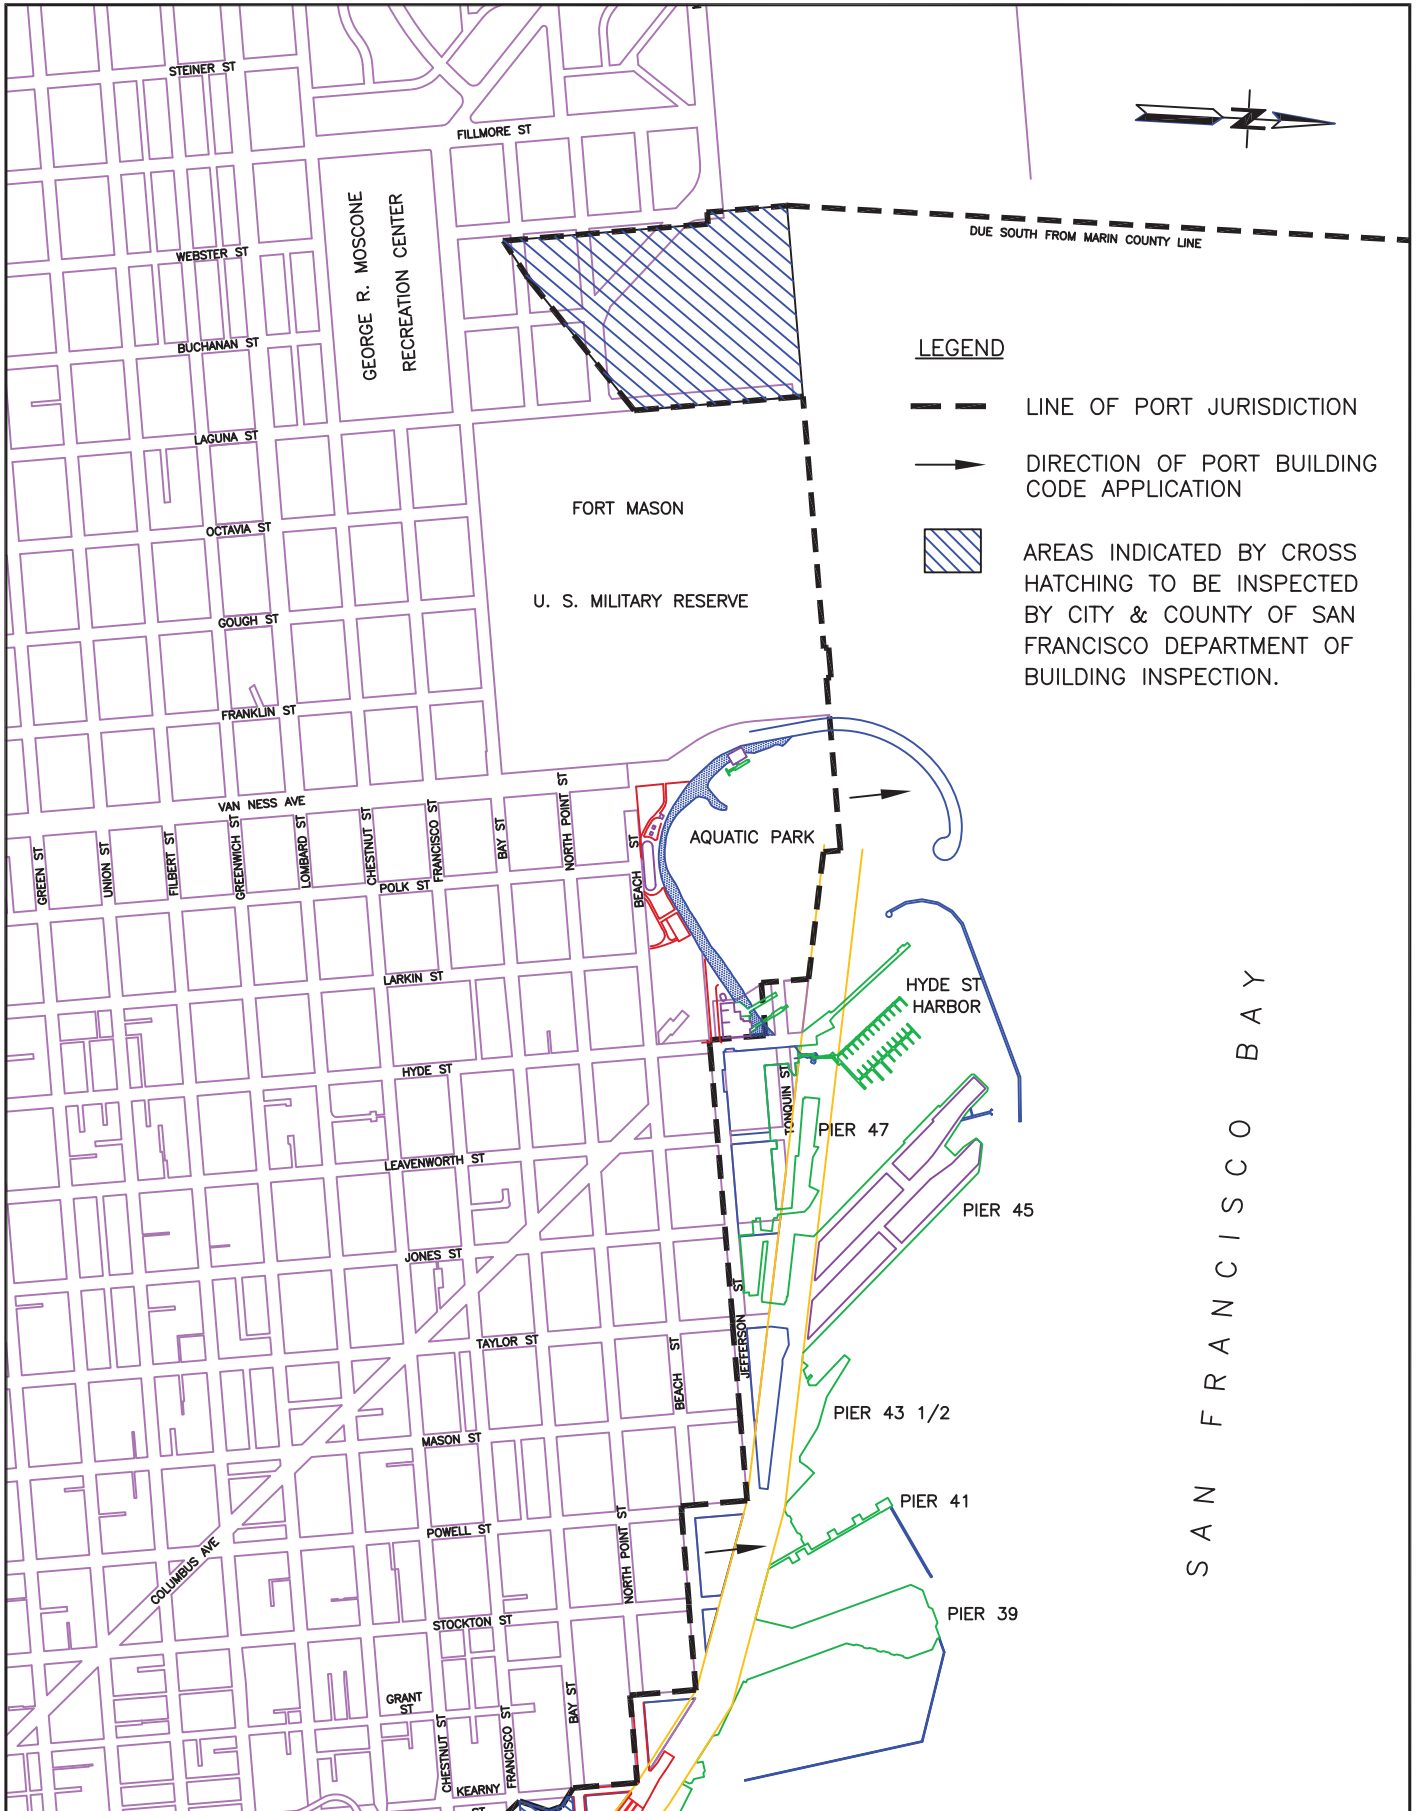 STEINER ST
FILLMORE ST
GEORGE R. MOSCONE
RECREATION CENTER
WEBSTER ST
BUCHANAN ST
LAGUNA ST
OCTAVIA ST
GOUGH ST
FRANKLIN ST
VAN NESS AVE
DUE SOUTH FROM MARIN COUNTY LINE
LEGEND
LINE OF PORT JURISDICTION
DIRECTION OF PORT BUILDING
CODE APPLICATION
AREAS INDICATED BY CROSS
HATCHING TO BE INSPECTED
BY CITY & COUNTY OF SAN
FRANCISCO DEPARTMENT OF
BUILDING INSPECTION.
FORT MASON
U. S. MILITARY RESERVE
AQUATIC PARK
GREEN ST
UNION ST
FILBERT ST
GREENWICH ST
LOMBARD ST
CHESTNUT ST
FRANCISCO ST
BAY ST
NORTH POINT ST
BEACH ST
POLK ST
LARKIN ST
HYDE ST
HARBOR
HYDE ST
TONQUIN ST
PIER 47
LEAVENWORTH ST
PIER 45
JONES ST
JEFFERSON ST
TAYLOR ST
BEACH ST
PIER 43 1/2
MASON ST
PIER 41
POWELL ST
NORTH POINT ST
COLUMBUS AVE
PIER 39
STOCKTON ST
GRANT
ST
BAY ST
CHESTNUT ST
FRANCISCO ST
KEARNY
ST
SAN FRANCISCO BAY